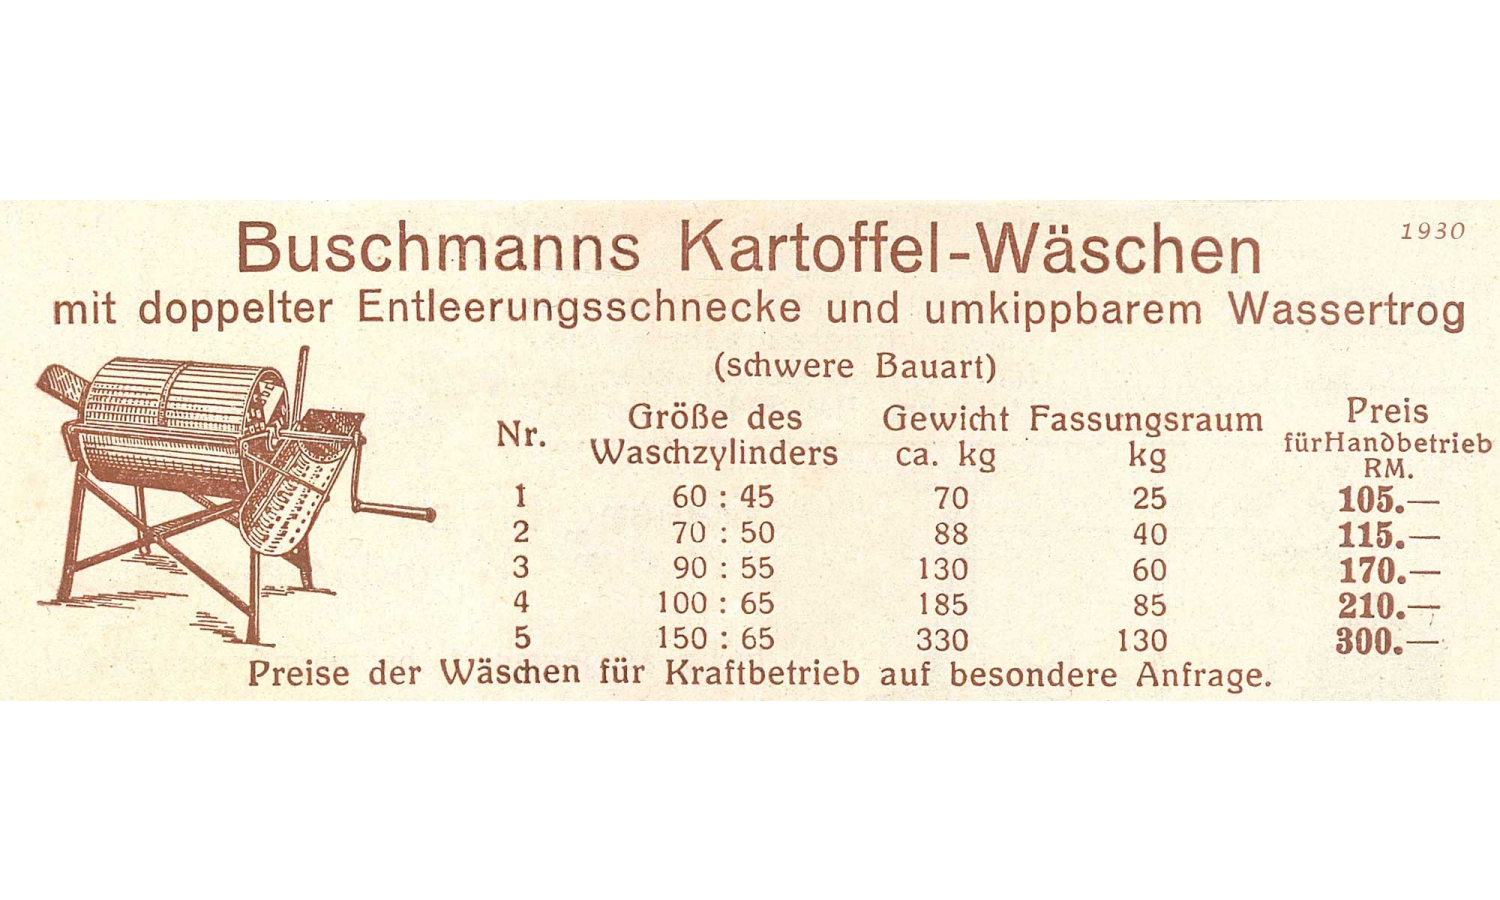 1930
Buschmanns Kartoffel-Wäschen
mit doppelter Entleerungsschnecke und umkippbarem Wassertrog
(schwere Bauart)
Nr. Größe des Waschzylinders Gewicht ca. kg Fassungsraum kg Preis für Handbetrieb RM.
1 60 : 45 70 25 105.—
2 70 : 50 88 40 115.—
3 90 : 55 130 60 170.—
4 100 : 65 185 85 210.—
5 150 : 65 330 130 300.—
Preise der Wäschen für Kraftbetrieb auf besondere Anfrage.